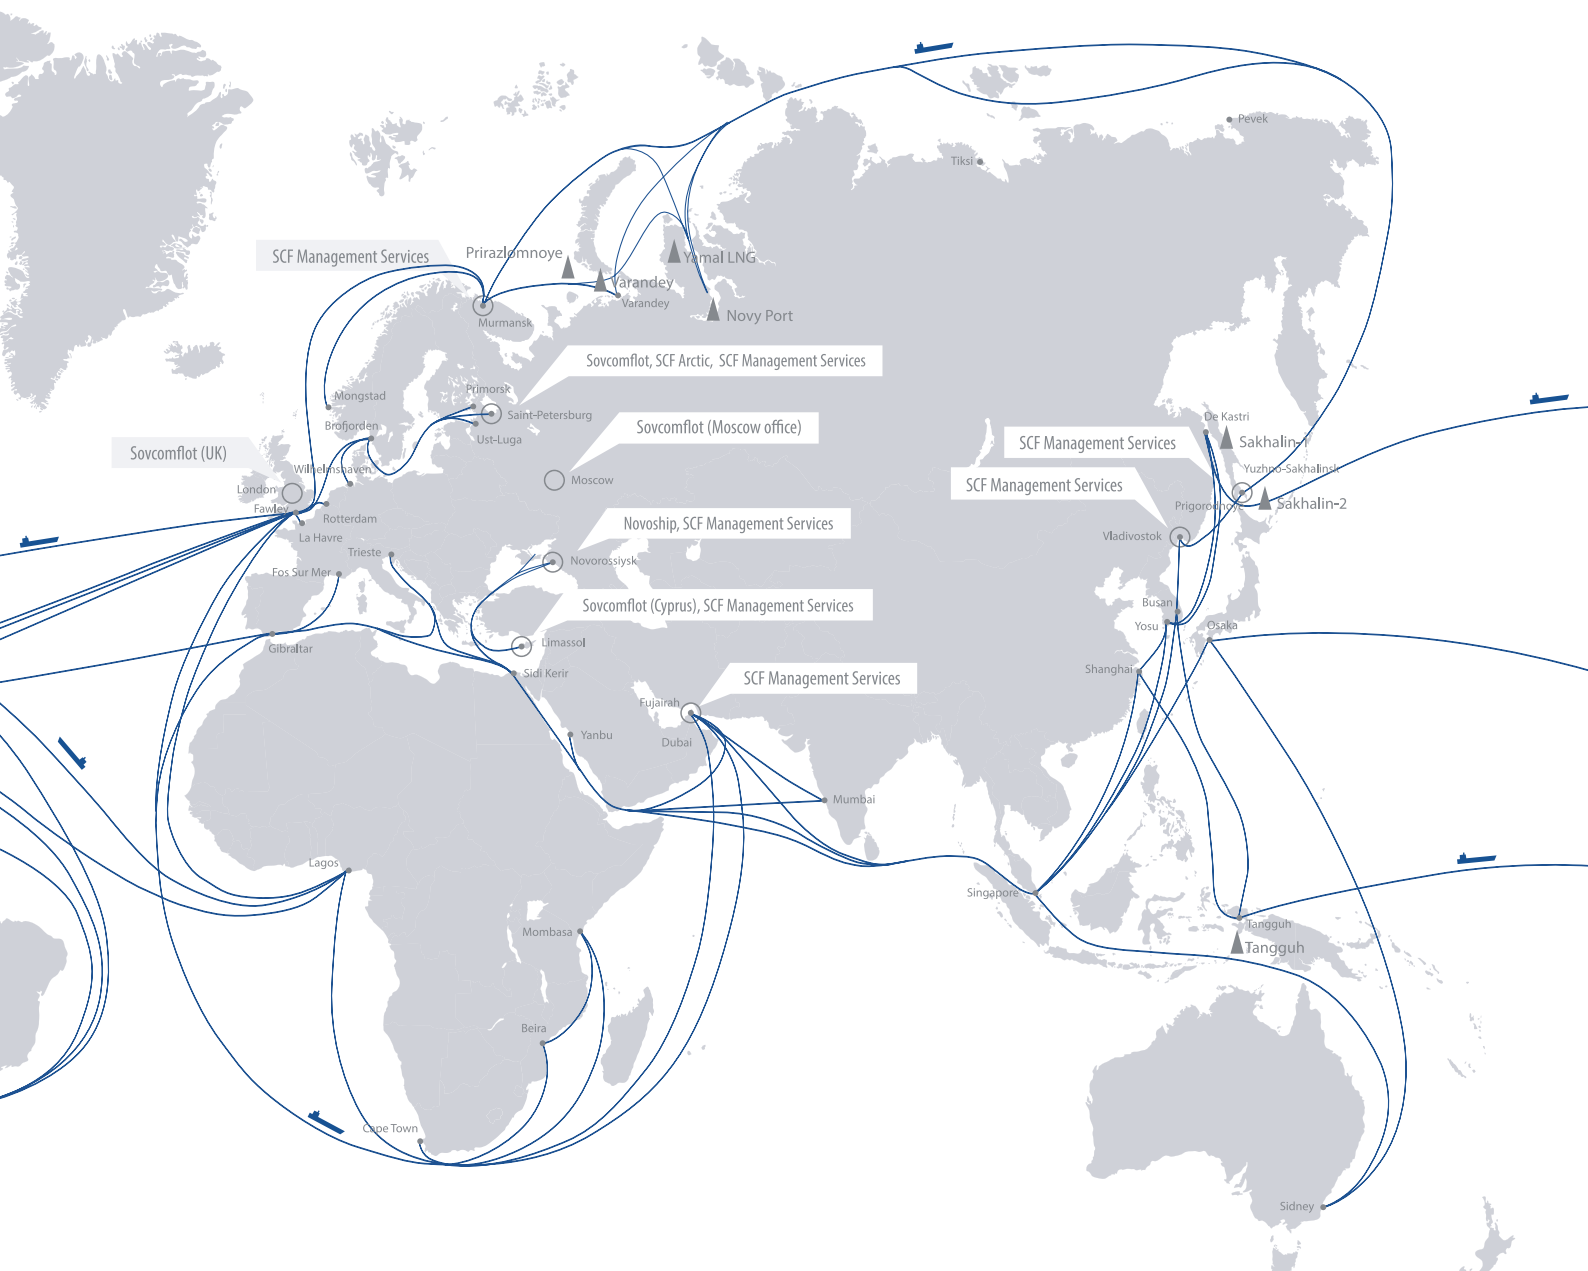 Pevek
Tiksi
SCF Management Services
Prirazlomnoye
Yamal LNG
Varandey
Varandey
Novy Port
Murmansk
Sovcomflot, SCF Arctic, SCF Management Services
Primorsk
Mongstad
Saint-Petersburg
Brofjorden
Ust-Luga
De Kastri
Sovcomflot (Moscow office)
SCF Management Services
Sakhalin-1
Sovcomflot (UK)
Wilhelmshaven
Moscow
Yuzhno-Sakhalinsk
SCF Management Services
London
Fawley
Prigorodnoye
Sakhalin-2
Rotterdam
Novoship, SCF Management Services
La Havre
Vladivostok
Trieste
Novorossiysk
Fos Sur Mer
Sovcomflot (Cyprus), SCF Management Services
Busan
Yosu
Osaka
Gibraltar
Limassol
Sidi Kerir
Shanghai
SCF Management Services
Fujairah
Yanbu
Dubai
Mumbai
Lagos
Singapore
Tangguh
Mombasa
Tangguh
Beira
Cape Town
Sidney